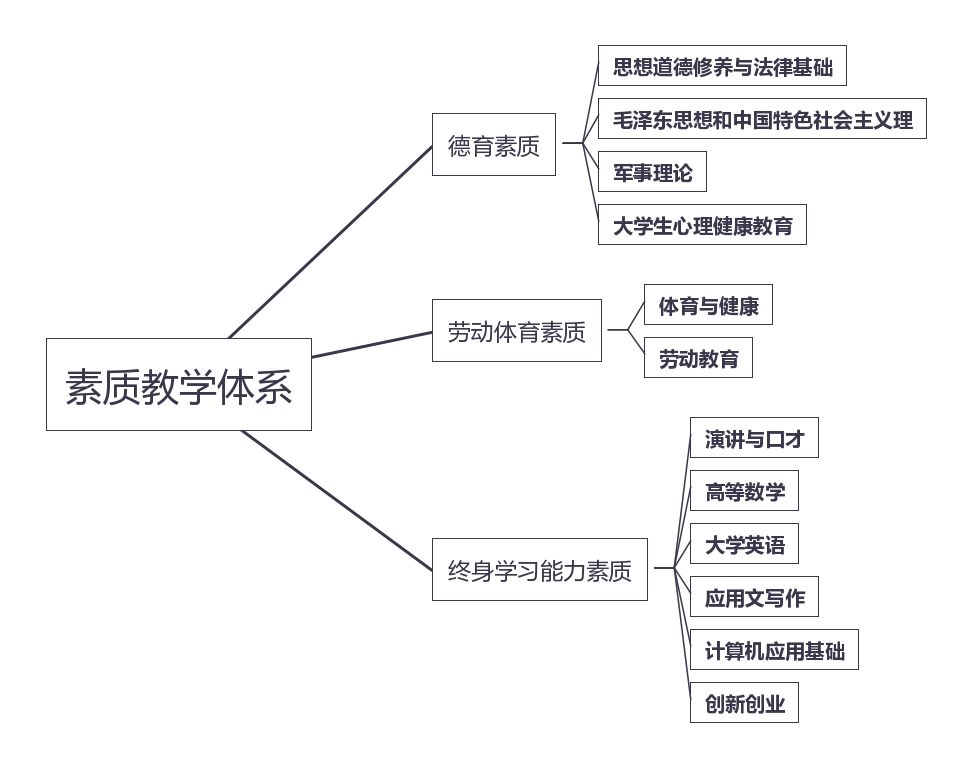 思想道德修养与法律基础
毛泽东思想和中国特色社会主义理
德育素质
军事理论
大学生心理健康教育
体育与健康
劳动体育素质
劳动教育
素质教学体系
演讲与口才
高等数学
大学英语
终身学习能力素质
应用文写作
计算机应用基础
创新创业